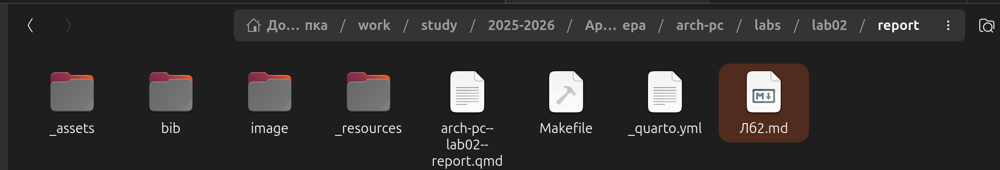 До... пка / work / study / 2025-2026 / Ар... ера / arch-pc / labs / lab02 / report
_assets
bib
image
_resources
arch-pc--
lab02--
report.qmd
Makefile
_quarto.yml
M
Лб2.md